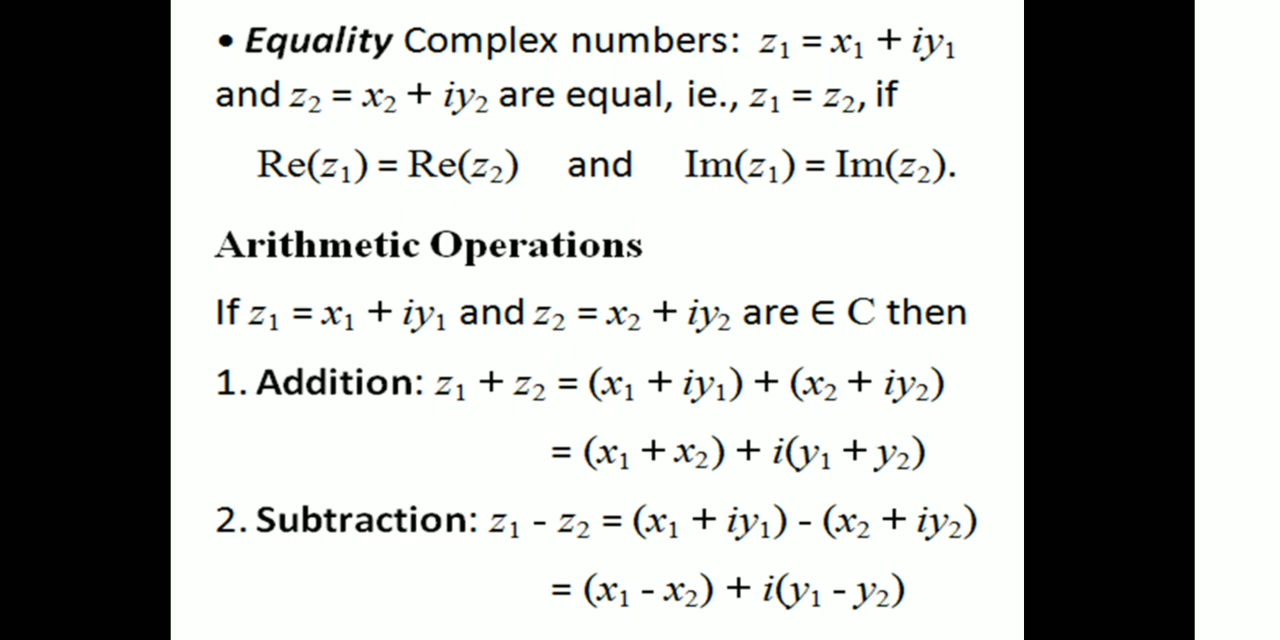 • Equality Complex numbers: z₁ = x₁ + iy₁
and z₂ = x₂ + iy₂ are equal, ie., z₁ = z₂, if
Re(z₁) = Re(z₂) and Im(z₁) = Im(z₂).
Arithmetic Operations
If z₁ = x₁ + iy₁ and z₂ = x₂ + iy₂ are ∈ C then
1. Addition: z₁ + z₂ = (x₁ + iy₁) + (x₂ + iy₂)
= (x₁ + x₂) + i(y₁ + y₂)
2. Subtraction: z₁ - z₂ = (x₁ + iy₁) - (x₂ + iy₂)
= (x₁ - x₂) + i(y₁ - y₂)